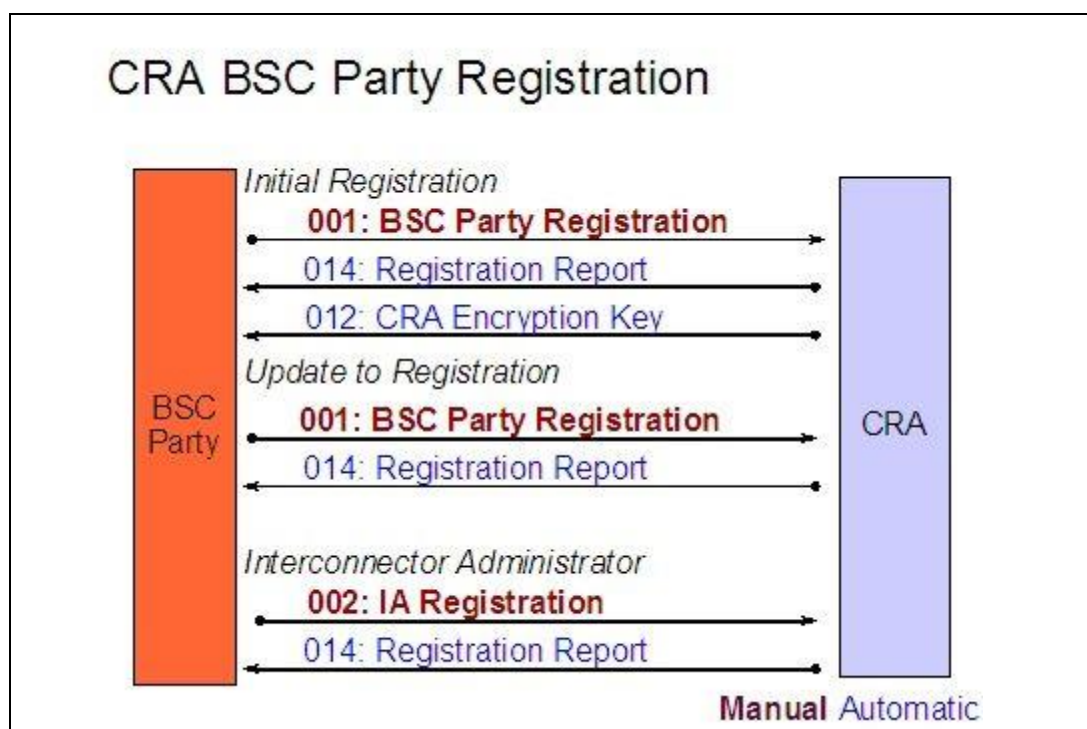 CRA BSC Party Registration
Initial Registration
001: BSC Party Registration
014: Registration Report
012: CRA Encryption Key
Update to Registration
BSC
Party
001: BSC Party Registration
CRA
014: Registration Report
Interconnector Administrator
002: IA Registration
014: Registration Report
Manual Automatic